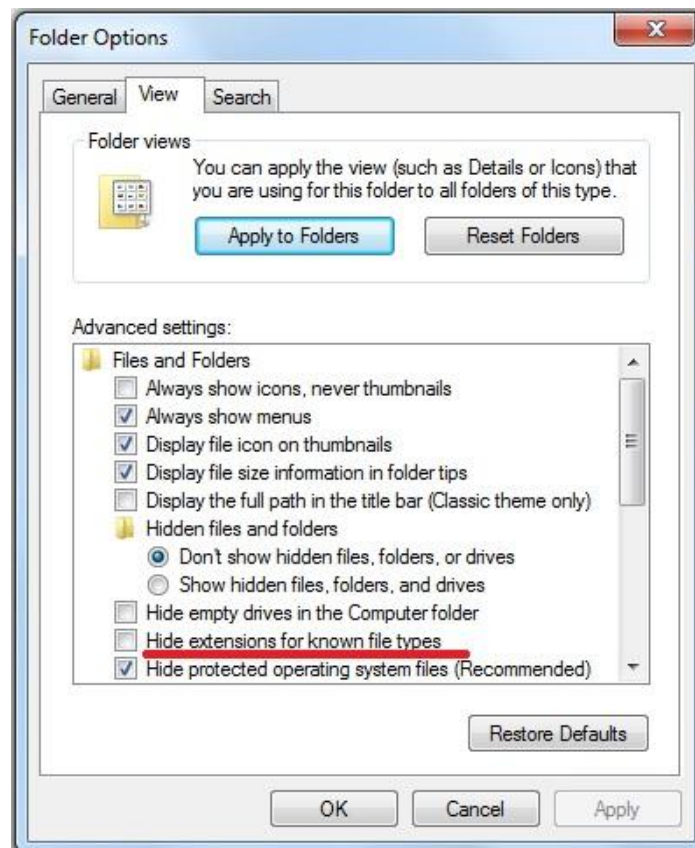 Folder Options
General View Search
Folder views
You can apply the view (such as Details or Icons) that
you are using for this folder to all folders of this type.
Apply to Folders Reset Folders
Advanced settings:
Files and Folders
Always show icons, never thumbnails
Always show menus
Display file icon on thumbnails
Display file size information in folder tips
Display the full path in the title bar (Classic theme only)
Hidden files and folders
Don't show hidden files, folders, or drives
Show hidden files, folders, and drives
Hide empty drives in the Computer folder
Hide extensions for known file types
Hide protected operating system files (Recommended)
Restore Defaults
OK Cancel Apply